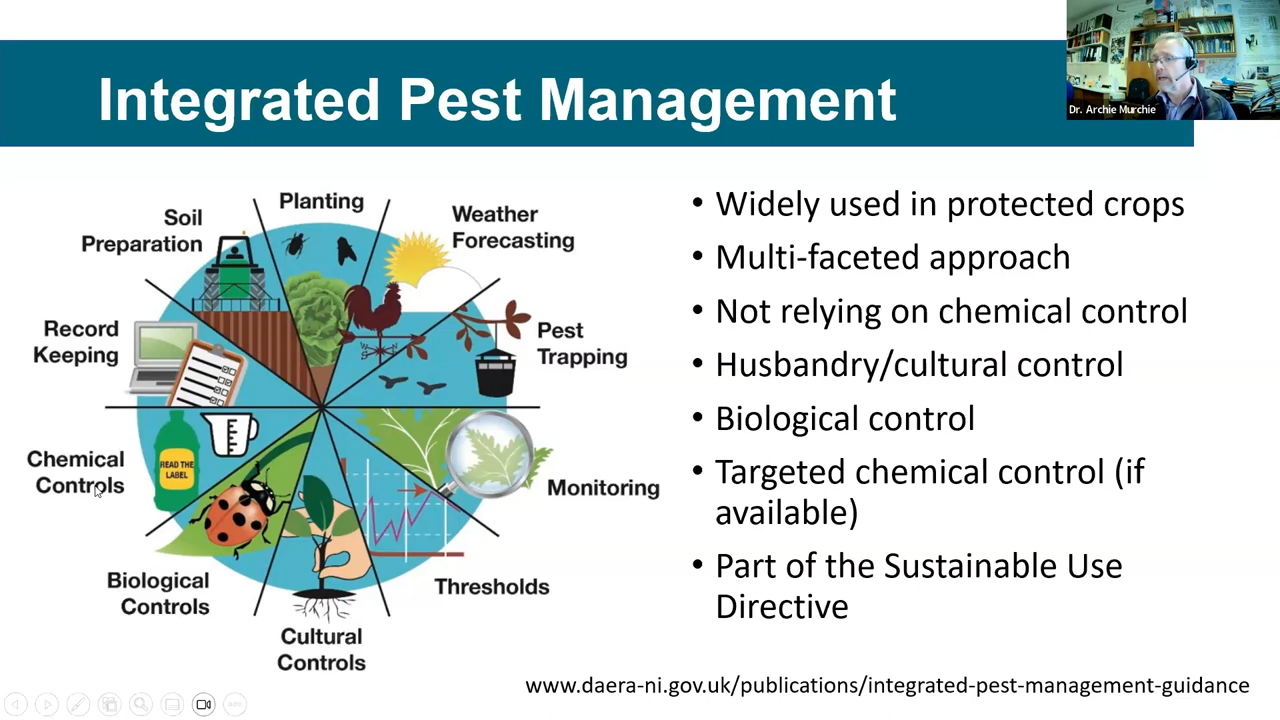 Integrated Pest Management
Dr. Archie Murchie
Planting
Soil
Preparation
Weather
Forecasting
Record
Keeping
Pest
Trapping
W
S
Chemical
Controls
READ THE
LABEL
Monitoring
Biological
Controls
Thresholds
Cultural
Controls
• Widely used in protected crops
• Multi-faceted approach
• Not relying on chemical control
• Husbandry/cultural control
• Biological control
• Targeted chemical control (if
available)
• Part of the Sustainable Use
Directive
www.daera-ni.gov.uk/publications/integrated-pest-management-guidance